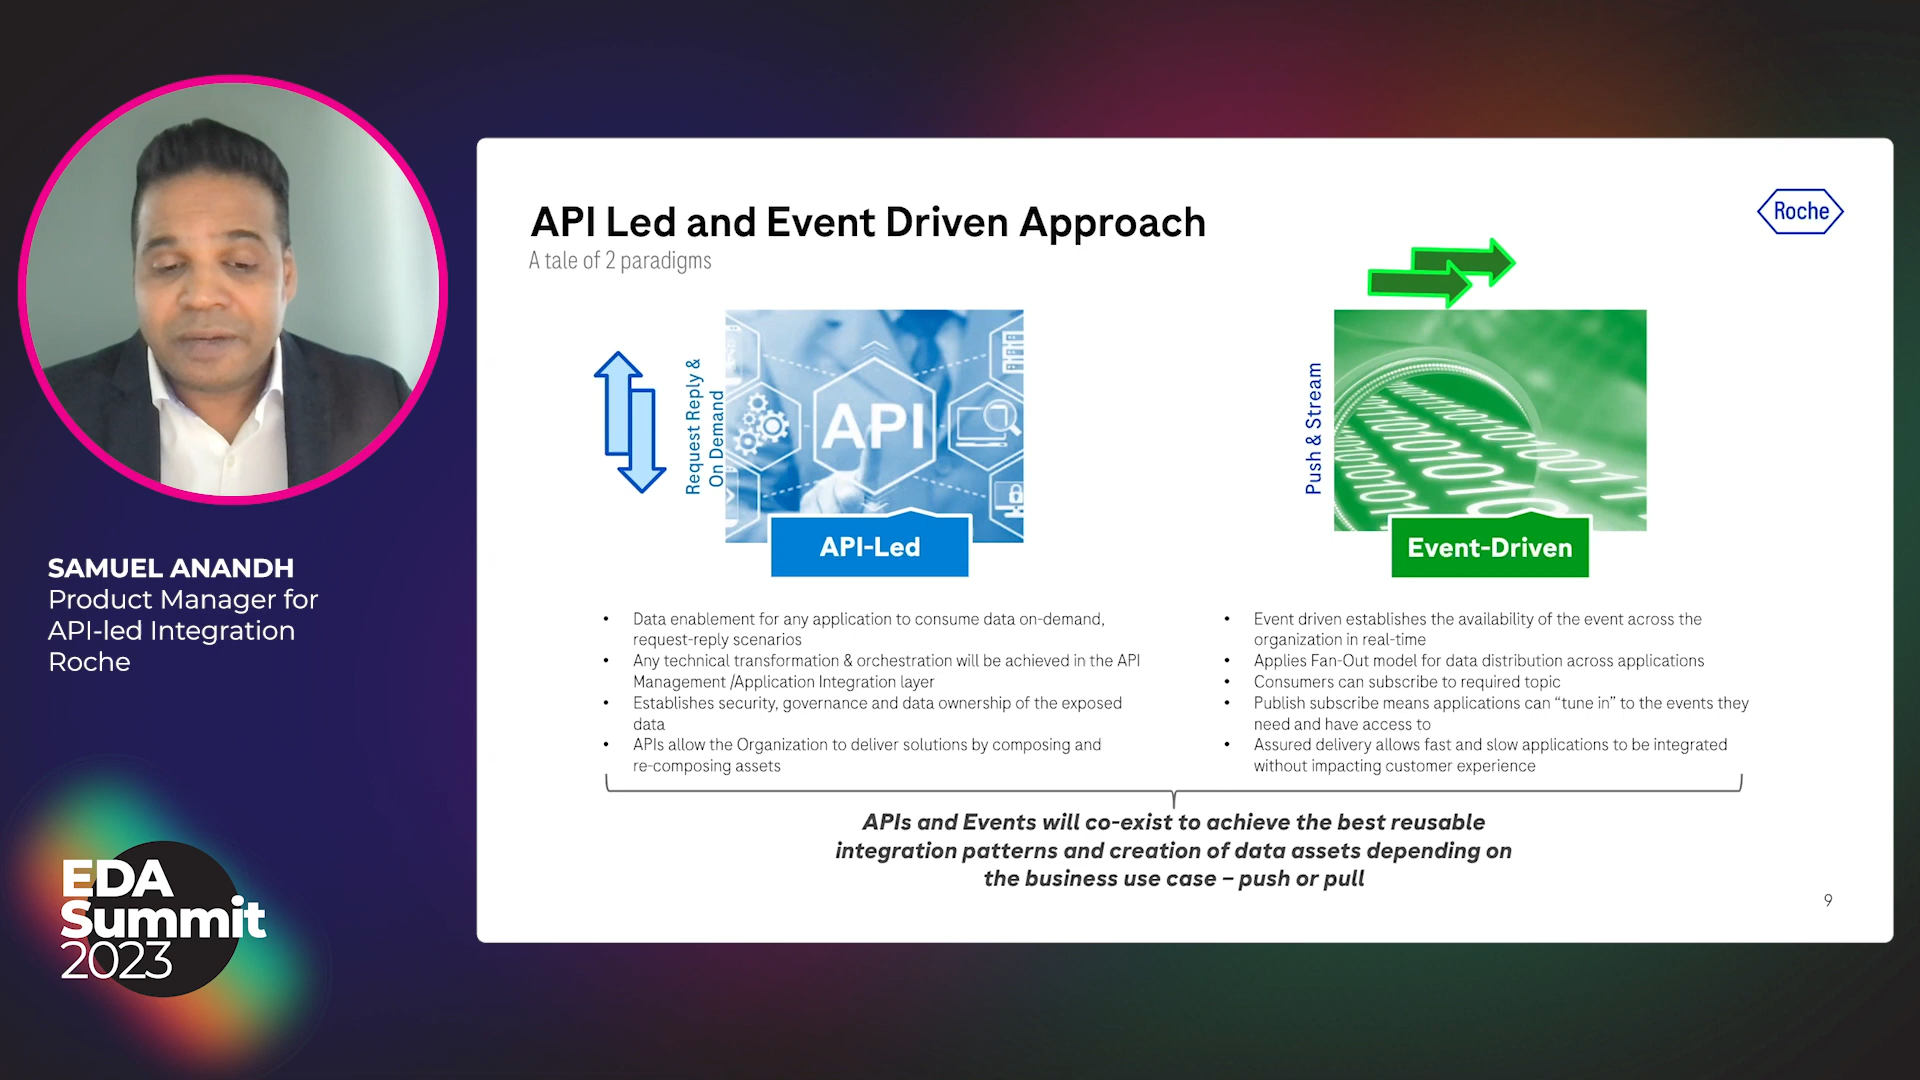 SAMUEL ANANDH
Product Manager for
API-led Integration
Roche
EDA
Summit
2023
API Led and Event Driven Approach
A tale of 2 paradigms
Roche
Request Reply &
On Demand
API
API-Led
• Data enablement for any application to consume data on-demand,
request-reply scenarios
• Any technical transformation & orchestration will be achieved in the API
Management /Application Integration layer
• Establishes security, governance and data ownership of the exposed
data
• APIs allow the Organization to deliver solutions by composing and
re-composing assets
Push & Stream
Event-Driven
• Event driven establishes the availability of the event across the
organization in real-time
• Applies Fan-Out model for data distribution across applications
• Consumers can subscribe to required topic
• Publish subscribe means applications can “tune in” to the events they
need and have access to
• Assured delivery allows fast and slow applications to be integrated
without impacting customer experience
APIs and Events will co-exist to achieve the best reusable
integration patterns and creation of data assets depending on
the business use case – push or pull
9